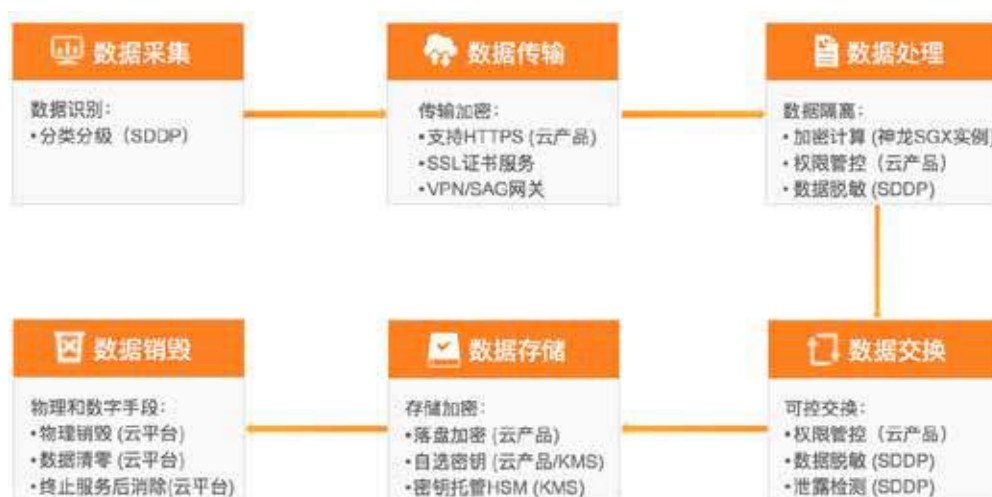 数据采集
数据识别：
•分类分级（SDDP）
数据传输
传输加密：
•支持HTTPS (云产品)
•SSL证书服务
•VPN/SAG网关
数据处理
数据隔离：
•加密计算 (神龙SGX实例)
•权限管控（云产品）
•数据脱敏 (SDDP)
数据交换
可控交换：
•权限管控（云产品）
•数据脱敏 (SDDP)
•泄露检测 (SDDP)
数据存储
存储加密：
•落盘加密 (云产品)
•自选密钥 (云产品/KMS)
•密钥托管HSM (KMS)
数据销毁
物理和数字手段：
•物理销毁 (云平台)
•数据清零 (云平台)
•终止服务后消除(云平台)